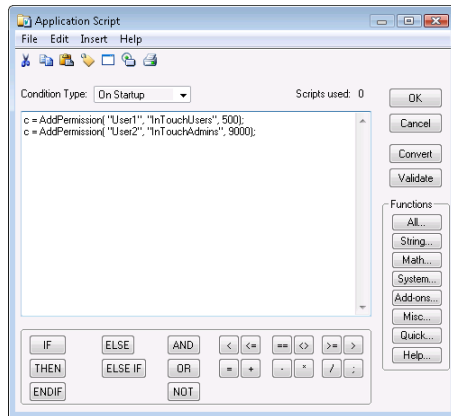 Application Script
File Edit Insert Help
Condition Type: On Startup Scripts used: 0
c = AddPermission( "User1", "InTouchUsers", 500);
c = AddPermission( "User2", "InTouchAdmins", 9000);
OK
Cancel
Convert
Validate
Functions
All...
String...
Math...
System...
Add-ons...
Misc...
Quick...
Help...
IF ELSE AND < <= == <> >= >
THEN ELSE IF OR = + - * / ;
ENDIF NOT